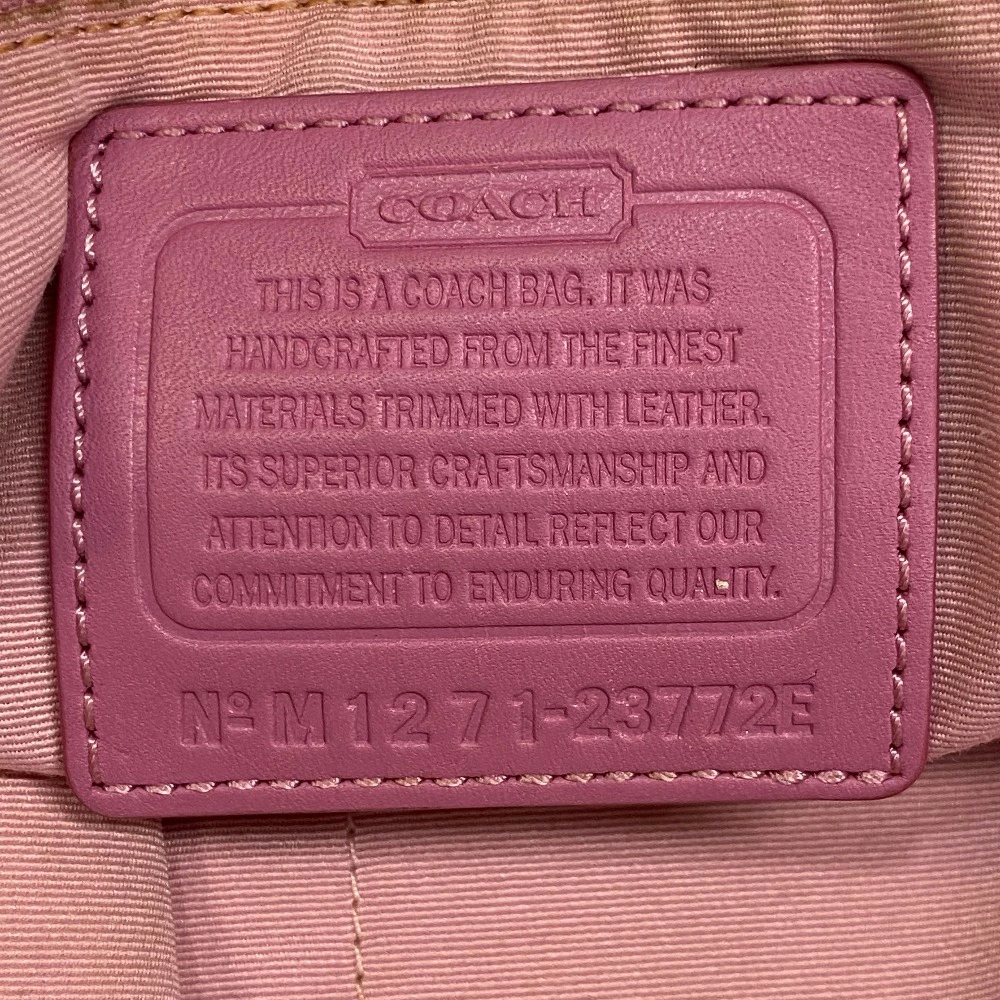 COACH
THIS IS A COACH BAG. IT WAS
HANDCRAFTED FROM THE FINEST
MATERIALS TRIMMED WITH LEATHER.
ITS SUPERIOR CRAFTSMANSHIP AND
ATTENTION TO DETAIL REFLECT OUR
COMMITMENT TO ENDURING QUALITY.
Nº M1271-23772E